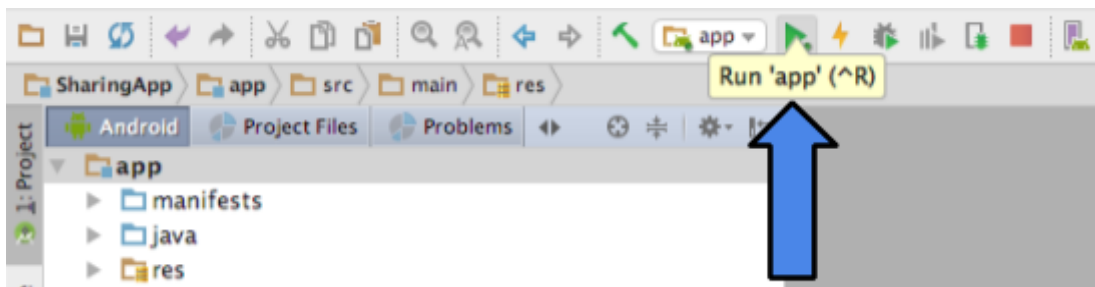 app
Run 'app' (^R)
SharingApp app src main res
Android Project Files Problems
1: Project
app
manifests
java
res